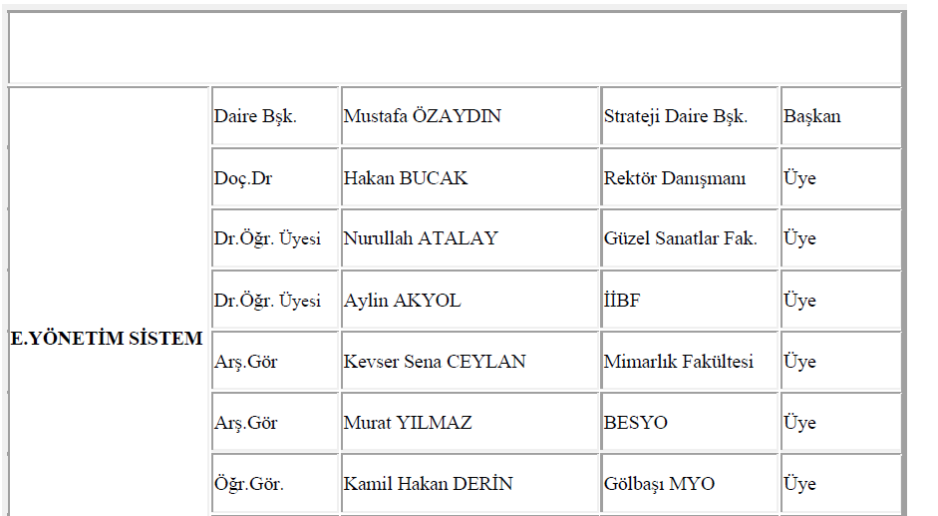 Daire Bşk. Mustafa ÖZAYDIN Strateji Daire Bşk. Başkan
Doç.Dr Hakan BUCAK Rektör Danışmanı Üye
Dr.Öğr. Üyesi Nurullah ATALAY Güzel Sanatlar Fak. Üye
Dr.Öğr. Üyesi Aylin AKYOL İİBF Üye
E.YÖNETİM SİSTEM
Arş.Gör Kevser Sena CEYLAN Mimarlık Fakültesi Üye
Arş.Gör Murat YILMAZ BESYO Üye
Öğr.Gör. Kamil Hakan DERİN Gölbaşı MYO Üye